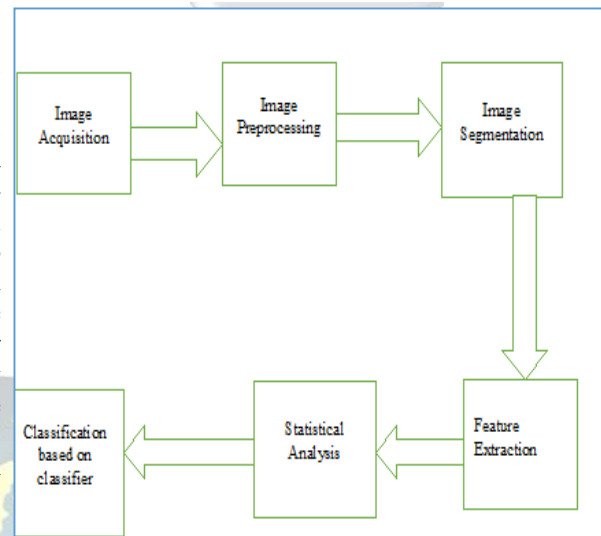 Image
Acquisition
Image
Preprocessing
Image
Segmentation
Feature
Extraction
Statistical
Analysis
Classification
based on
classifier